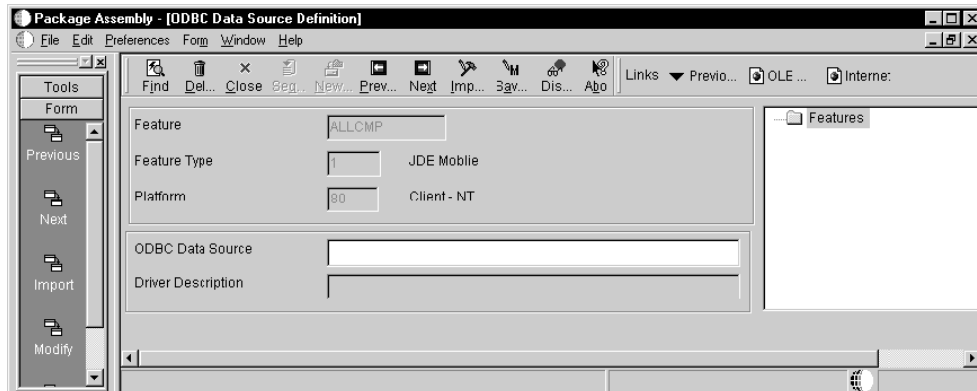 Package Assembly - [ODBC Data Source Definition]
File Edit Preferences Form Window Help
Find Del... Close Seq... New... Prev... Next Imp... Sav... Dis... Abo
Links Previo... OLE ... Interne:
Tools
Form
Previous
Next
Import
Modify
Feature ALLCMP
Feature Type 1 JDE Moblie
Platform 80 Client - NT
ODBC Data Source
Driver Description
Features